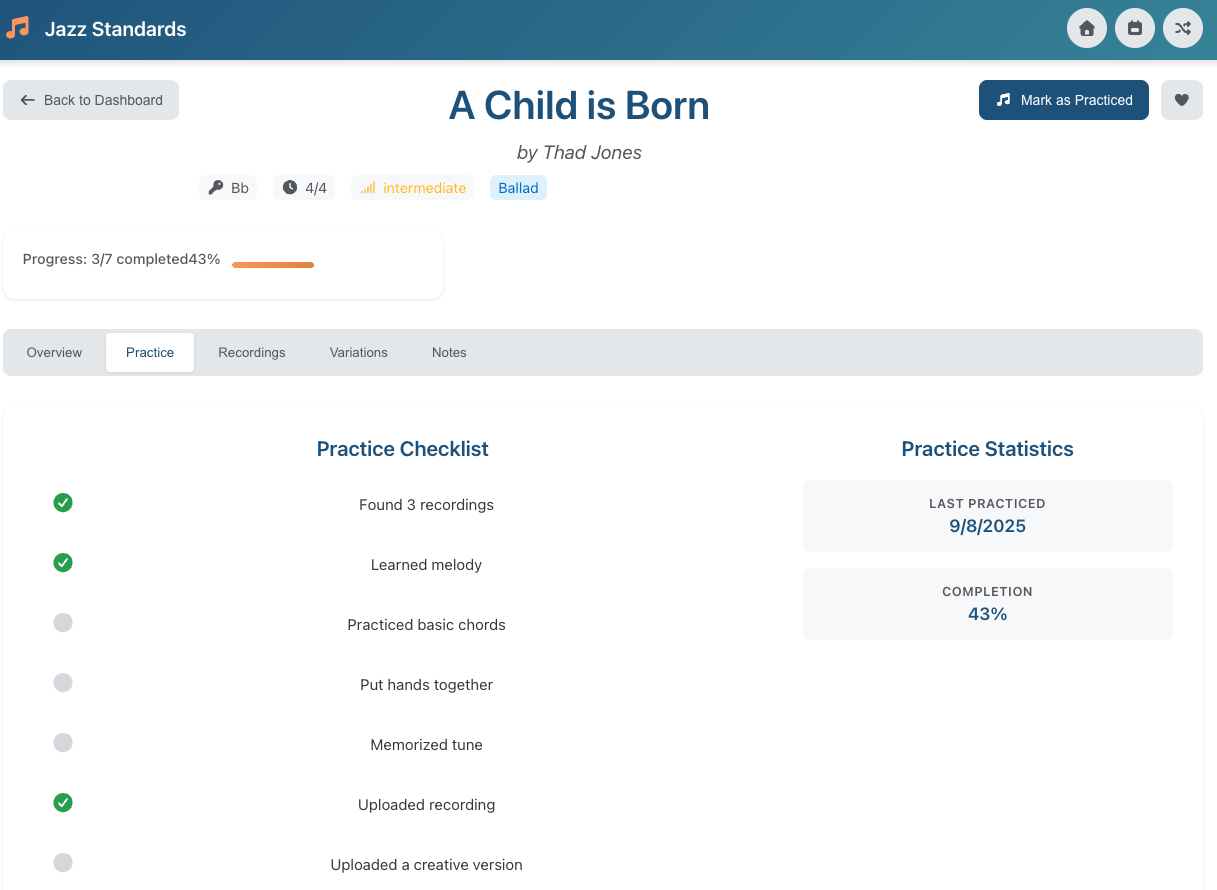 Jazz Standards
Back to Dashboard
A Child is Born
Mark as Practiced
by Thad Jones
Bb 4/4 intermediate Ballad
Progress: 3/7 completed43%
Overview Practice Recordings Variations Notes
Practice Checklist
Found 3 recordings
Learned melody
Practiced basic chords
Put hands together
Memorized tune
Uploaded recording
Uploaded a creative version
Practice Statistics
LAST PRACTICED
9/8/2025
COMPLETION
43%